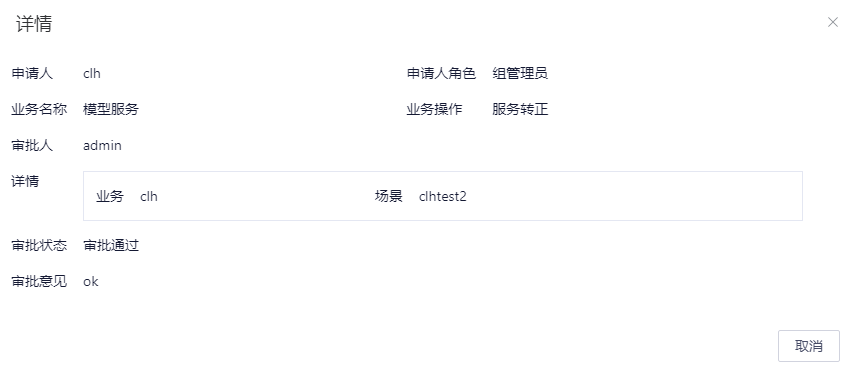 详情
申请人 clh 申请人角色 组管理员
业务名称 模型服务 业务操作 服务转正
审批人 admin
详情 业务 clh 场景 clhtest2
审批状态 审批通过
审批意见 ok
取消